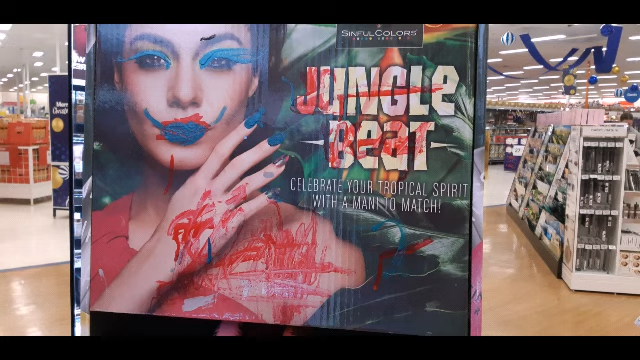 SINFULCOLORS
JUNGLE
BEAT
CELEBRATE YOUR TROPICAL SPIRIT
WITH A MANI TO MATCH!